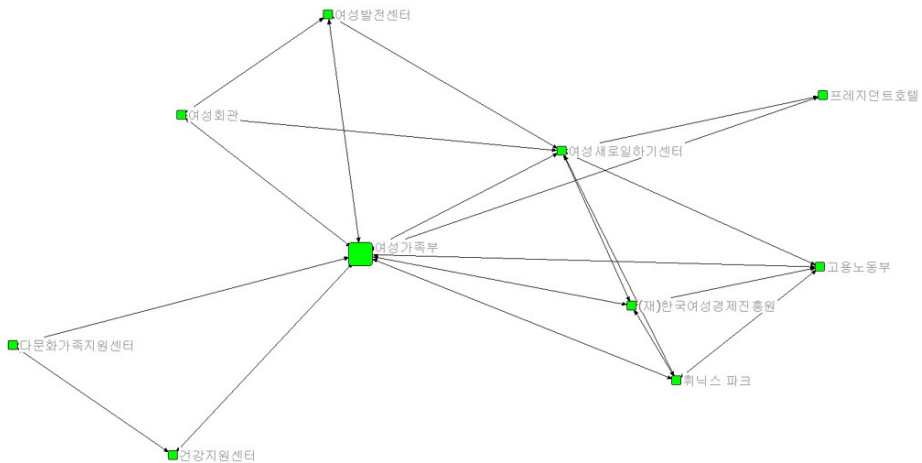 여성발전센터
프레지던트호텔
여성회관
여성새로일하기센터
여성가족부
고용노동부
(재)한국여성경제진흥원
다문화가족지원센터
휘닉스 파크
건강지원센터